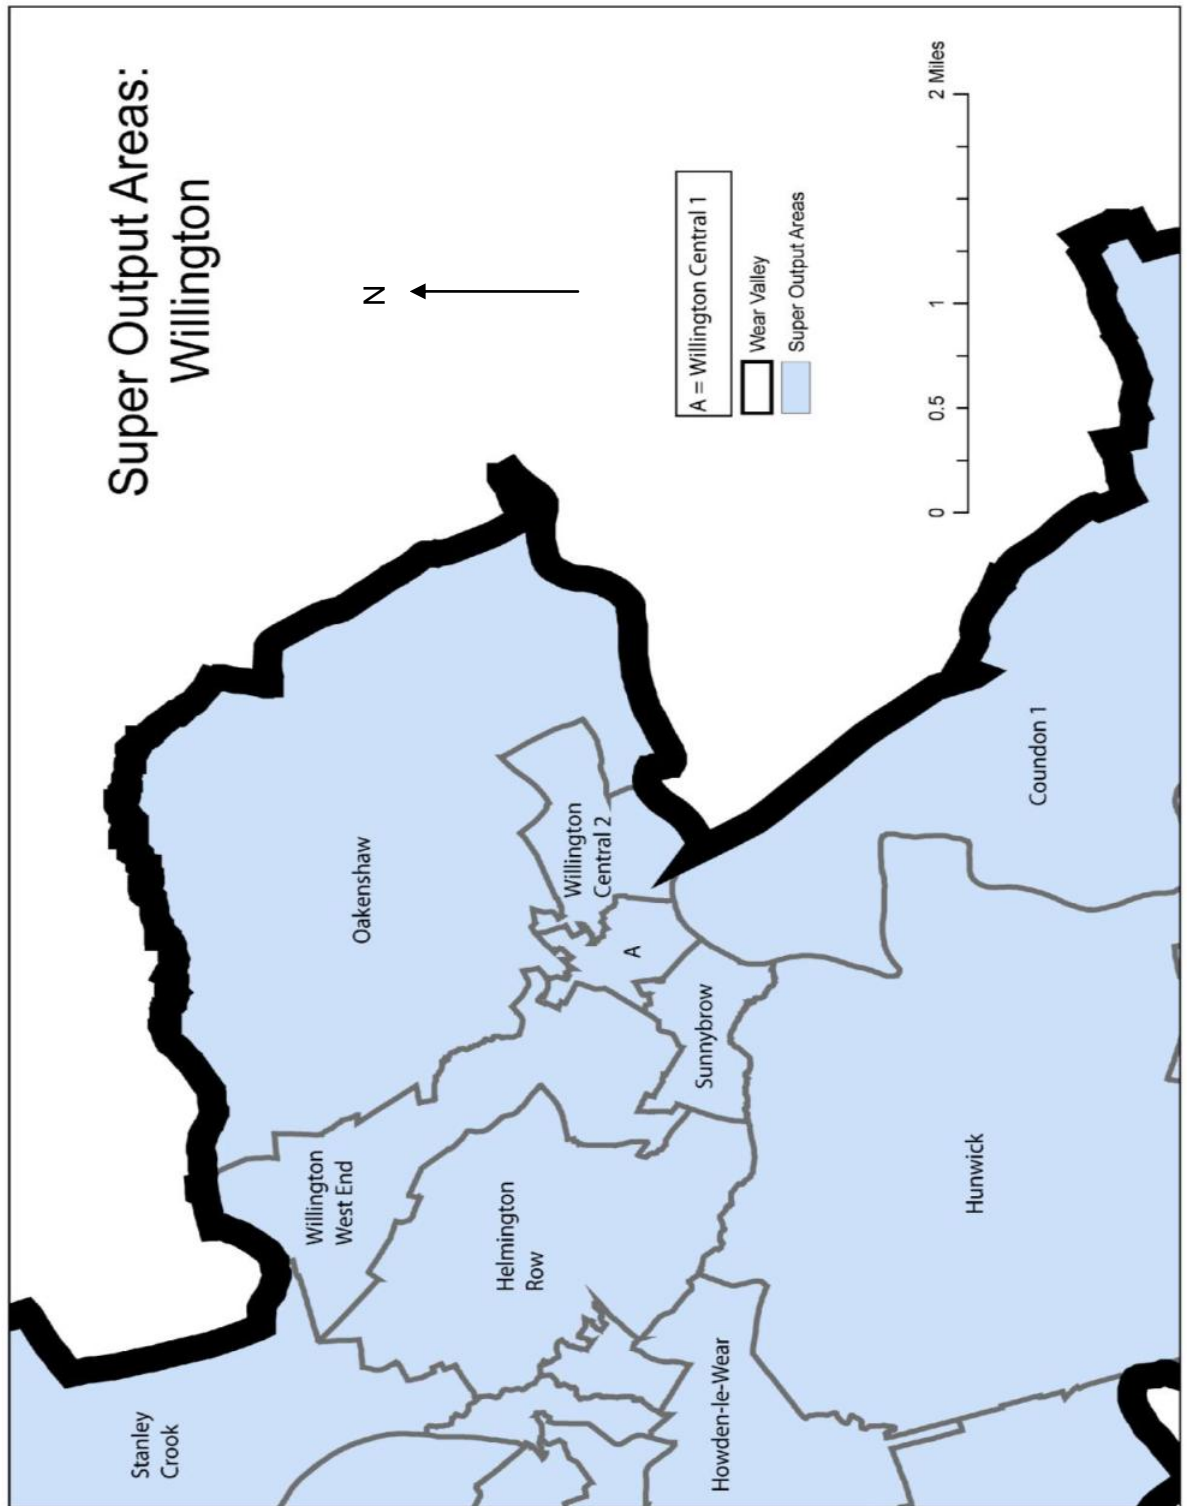 Super Output Areas:
Willington
N
A = Willington Central 1
Wear Valley
Super Output Areas
0
0.5
1
2 Miles
Stanley
Crook
Willington
West End
Oakenshaw
Helmington
Row
Willington
Central 2
A
Sunnybrow
Howden-le-Wear
Hunwick
Coundon 1